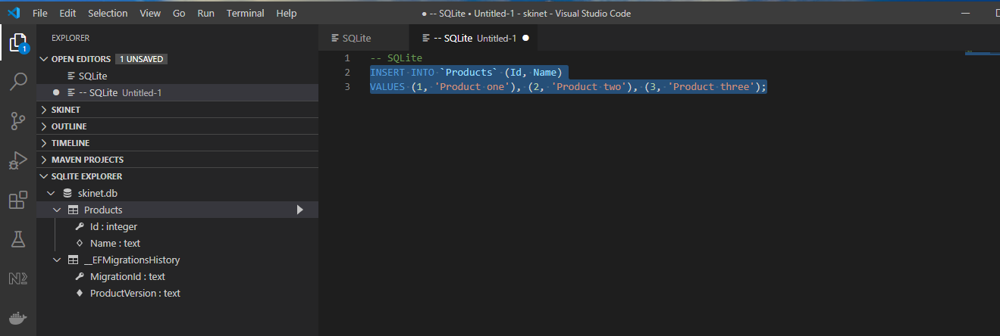 File Edit Selection View Go Run Terminal Help
● -- SQLite • Untitled-1 - skinet - Visual Studio Code
1
EXPLORER
OPEN EDITORS 1 UNSAVED
SQLite
● -- SQLite Untitled-1
SKINET
OUTLINE
TIMELINE
MAVEN PROJECTS
SQLITE EXPLORER
skinet.db
Products
Id : integer
Name : text
__EFMigrationsHistory
MigrationId : text
ProductVersion : text
SQLite
-- SQLite Untitled-1 ●
1 -- SQLite
2 INSERT INTO `Products` (Id, Name)
3 VALUES (1, 'Product one'), (2, 'Product two'), (3, 'Product three');